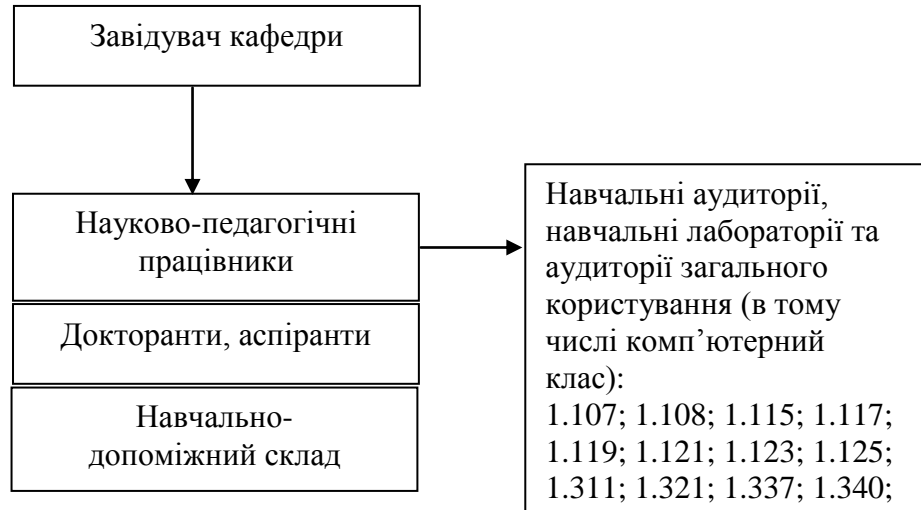 Завідувач кафедри
Науково-педагогічні
працівники
Докторанти, аспіранти
Навчально-
допоміжний склад
Навчальні аудиторії,
навчальні лабораторії та
аудиторії загального
користування (в тому
числі комп’ютерний
клас):
1.107; 1.108; 1.115; 1.117;
1.119; 1.121; 1.123; 1.125;
1.311; 1.321; 1.337; 1.340;